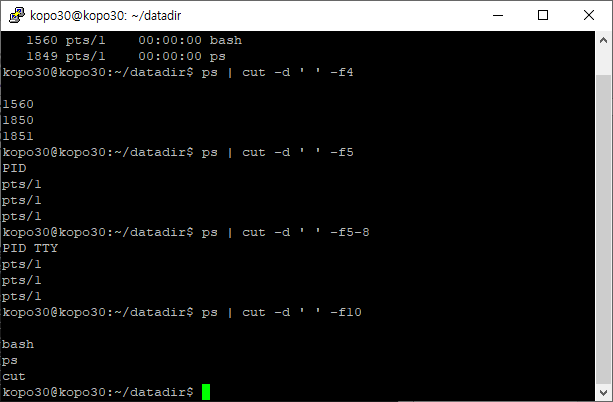 kopo30@kopo30: ~/datadir
1560 pts/1    00:00:00 bash
1849 pts/1    00:00:00 ps
kopo30@kopo30:~/datadir$ ps | cut -d ' ' -f4
1560
1850
1851
kopo30@kopo30:~/datadir$ ps | cut -d ' ' -f5
PID
pts/1
pts/1
pts/1
kopo30@kopo30:~/datadir$ ps | cut -d ' ' -f5-8
PID TTY
pts/1
pts/1
pts/1
kopo30@kopo30:~/datadir$ ps | cut -d ' ' -f10
bash
ps
cut
kopo30@kopo30:~/datadir$